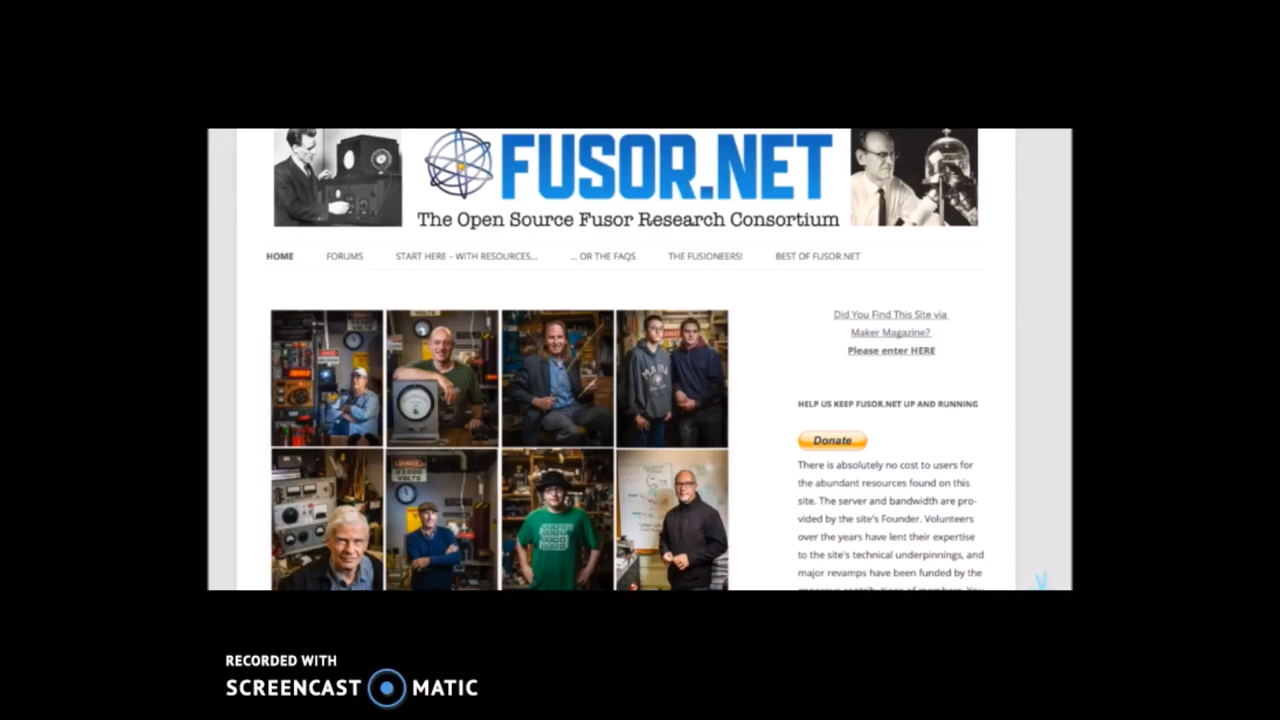 FUSOR.NET
The Open Source Fusor Research Consortium
HOME
FORUMS
START HERE – WITH RESOURCES...
... OR THE FAQS
THE FUSIONEERS!
BEST OF FUSOR.NET
Did You Find This Site via
Maker Magazine?
Please enter HERE
HELP US KEEP FUSOR.NET UP AND RUNNING
Donate
There is absolutely no cost to users for
the abundant resources found on this
site. The server and bandwidth are pro-
vided by the site's Founder. Volunteers
over the years have lent their expertise
to the site's technical underpinnings, and
major revamps have been funded by the
RECORDED WITH
SCREENCAST MATIC